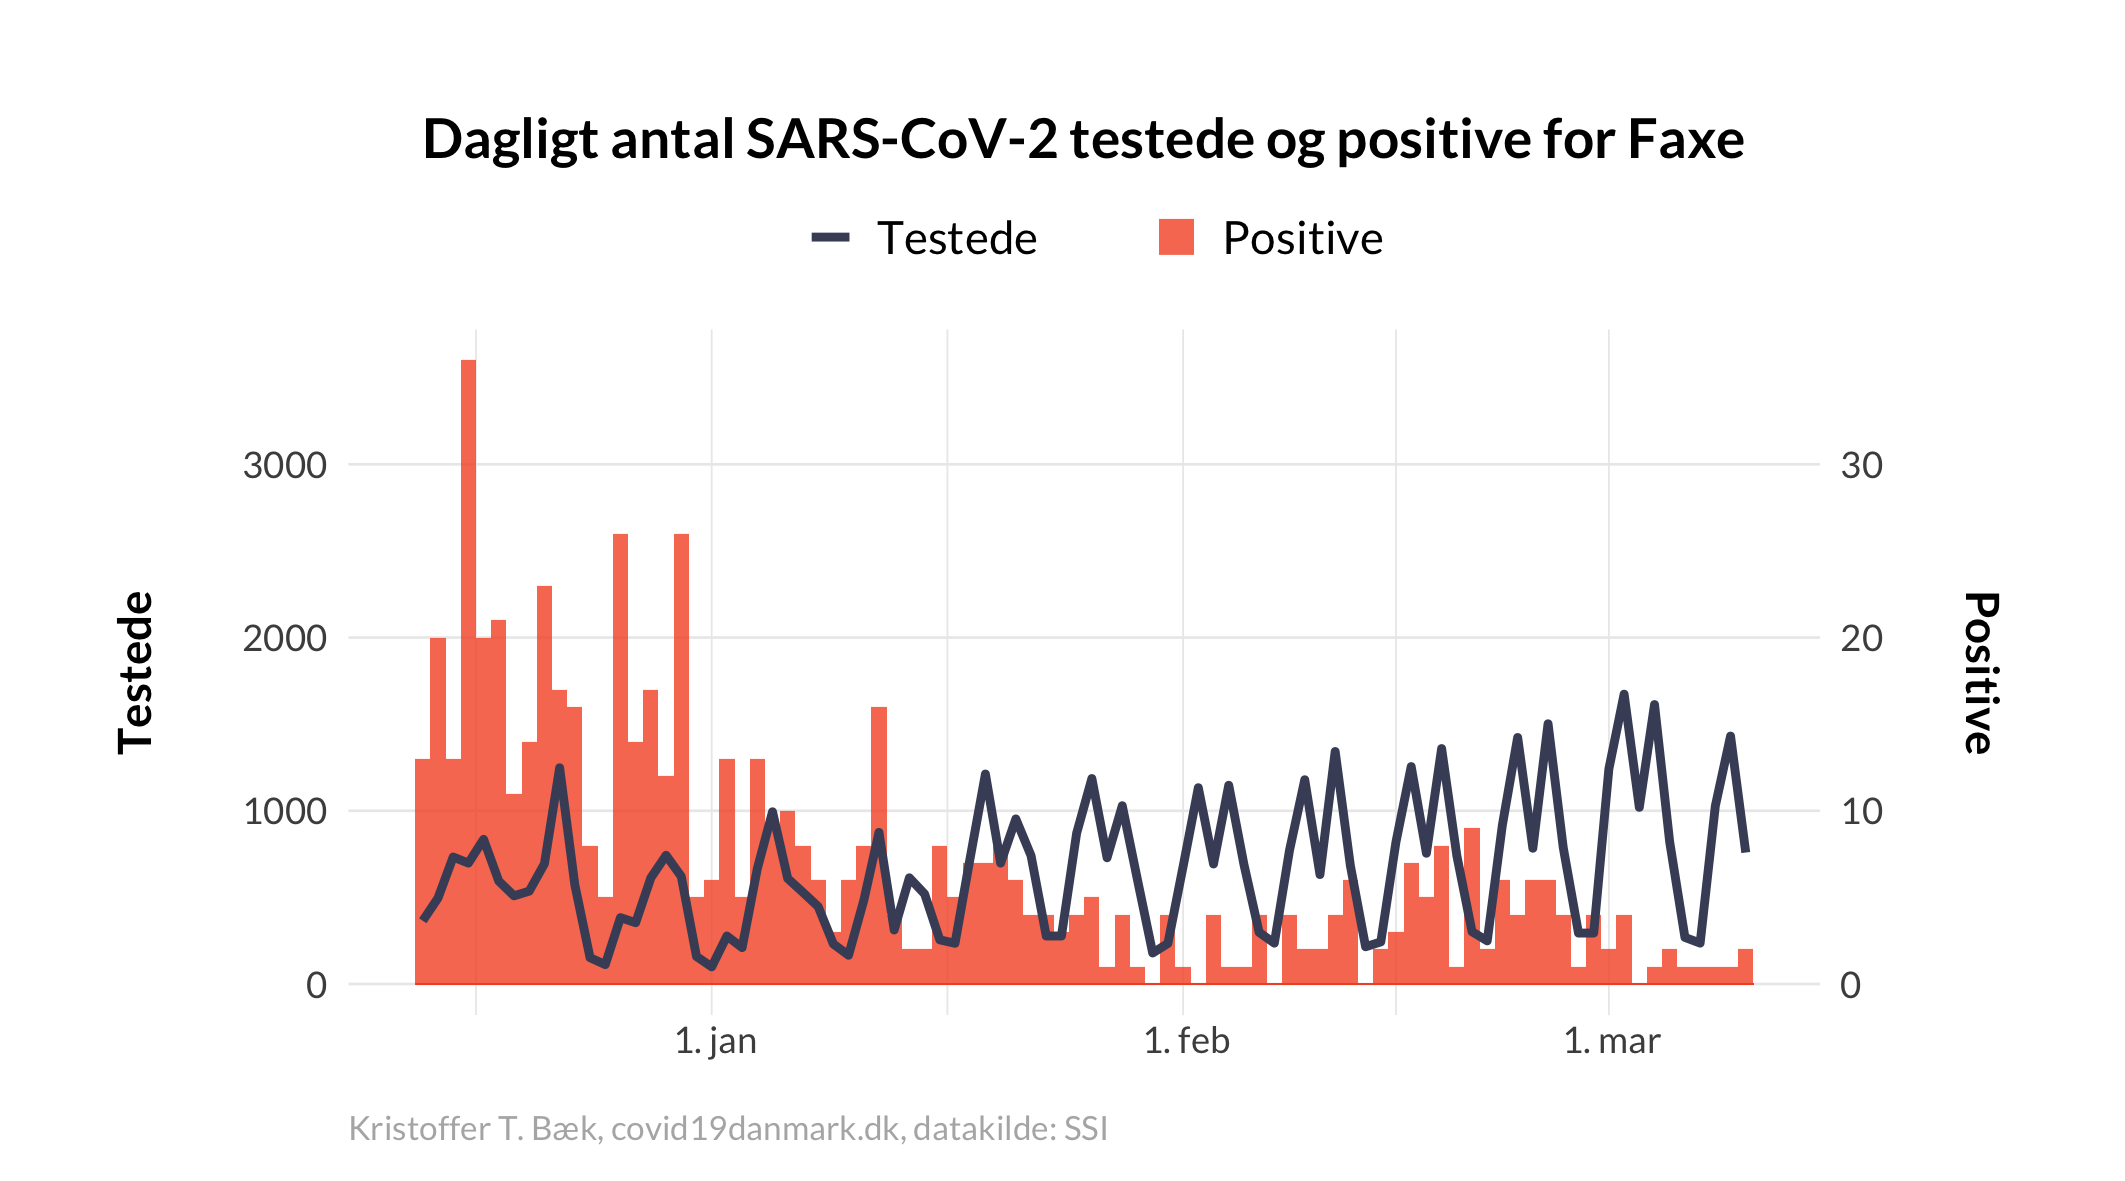 Dagligt antal SARS-CoV-2 testede og positive for Faxe
Testede
Positive
3000
2000
1000
0
30
20
10
0
Testede
Positive
1. jan
1. feb
1. mar
Kristoffer T. Bæk, covid19danmark.dk, datakilde: SSI